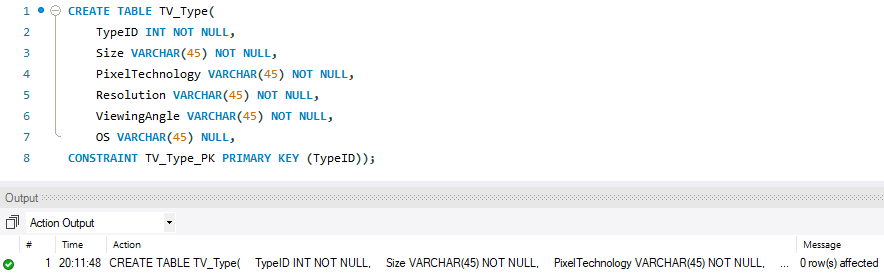 1 CREATE TABLE TV_Type(
2 TypeID INT NOT NULL,
3 Size VARCHAR(45) NOT NULL,
4 PixelTechnology VARCHAR(45) NOT NULL,
5 Resolution VARCHAR(45) NOT NULL,
6 ViewingAngle VARCHAR(45) NOT NULL,
7 OS VARCHAR(45) NULL,
8 CONSTRAINT TV_Type_PK PRIMARY KEY (TypeID));
Output
Action Output
# Time Action Message
1 20:11:48 CREATE TABLE TV_Type( TypeID INT NOT NULL, Size VARCHAR(45) NOT NULL, PixelTechnology VARCHAR(45) NOT NULL, ... 0 row(s) affected